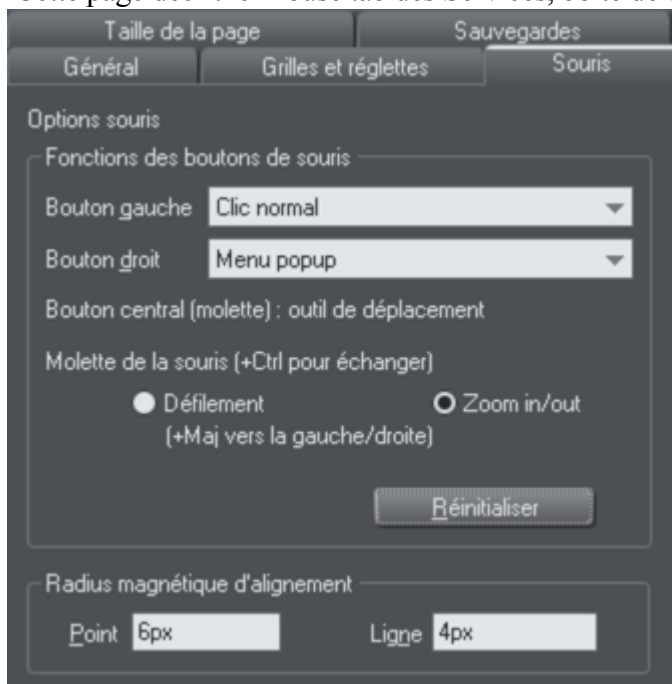 Taille de la page Sauvegardes
Général Grilles et réglettes Souris
Options souris
Fonctions des boutons de souris
Bouton gauche Clic normal
Bouton droit Menu popup
Bouton central (molette) : outil de déplacement
Molette de la souris (+Ctrl pour échanger)
Défilement Zoom in/out
(+Maj vers la gauche/droite)
Réinitialiser
Radius magnétique d'alignement
Point 6px Ligne 4px